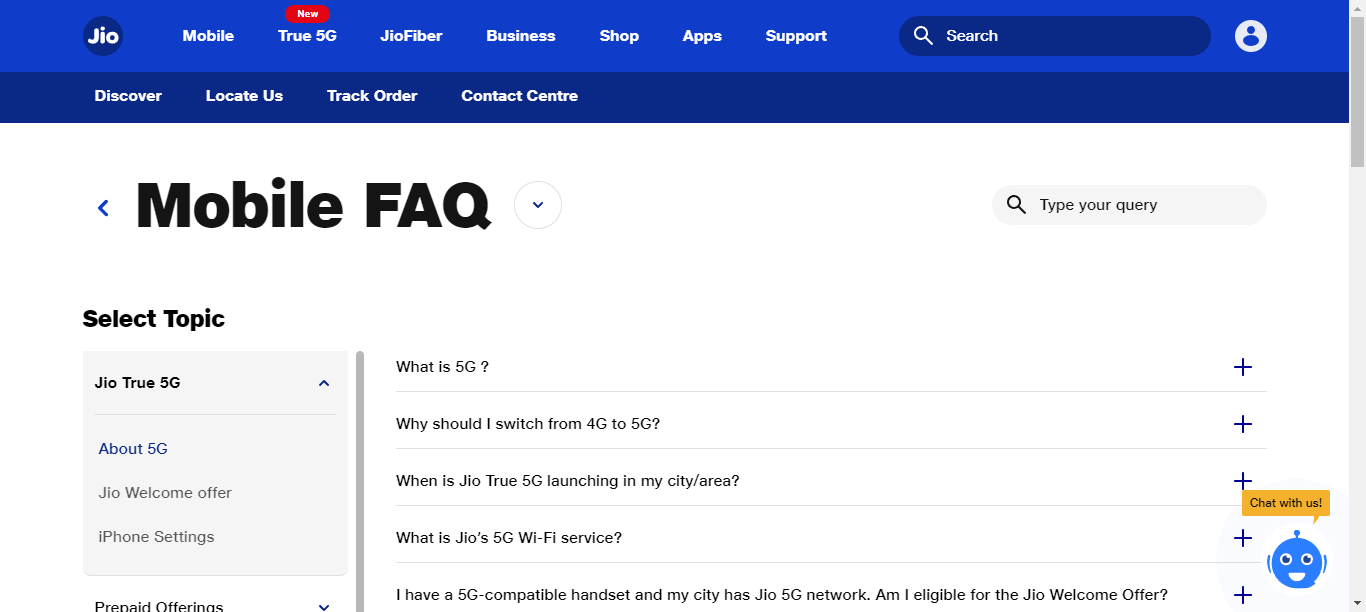 New
Jio
Mobile
True 5G
JioFiber
Business
Shop
Apps
Support
Search
Discover
Locate Us
Track Order
Contact Centre
Mobile FAQ
Type your query
Select Topic
Jio True 5G
About 5G
Jio Welcome offer
iPhone Settings
Prepaid Offerings
What is 5G ?
Why should I switch from 4G to 5G?
When is Jio True 5G launching in my city/area?
What is Jio’s 5G Wi-Fi service?
I have a 5G-compatible handset and my city has Jio 5G network. Am I eligible for the Jio Welcome Offer?
Chat with us!